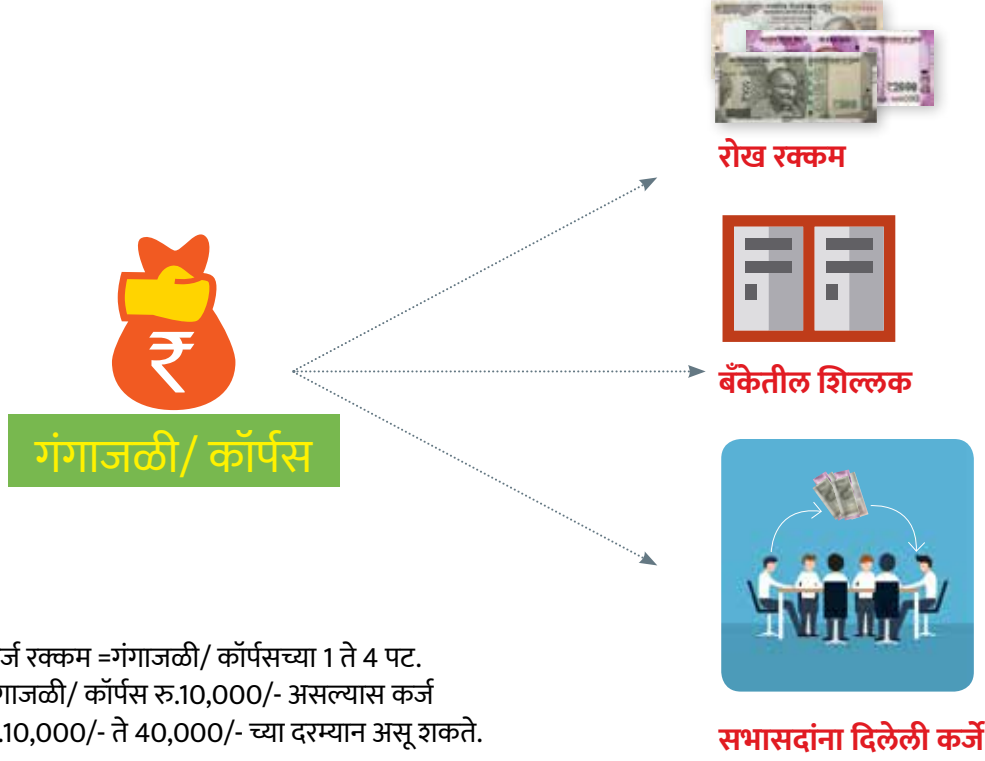 रोख रक्कम
₹
बँकेतील शिल्लक
गंगाजळी/ कॉर्पस
र्ज रक्कम =गंगाजळी/ कॉर्पसच्या 1 ते 4 पट.
गाजळी/ कॉर्पस रु.10,000/- असल्यास कर्ज
.10,000/- ते 40,000/- च्या दरम्यान असू शकते.
सभासदांना दिलेली कर्जे